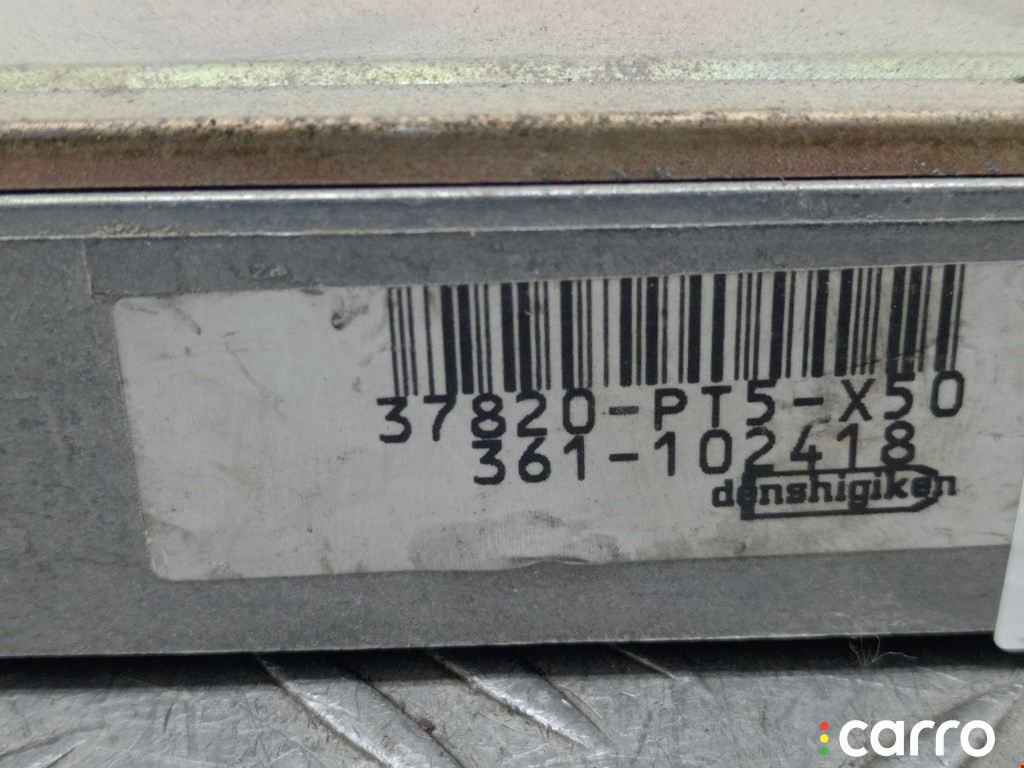 37820-PT5-X50
361-102418
denshigiken
carro